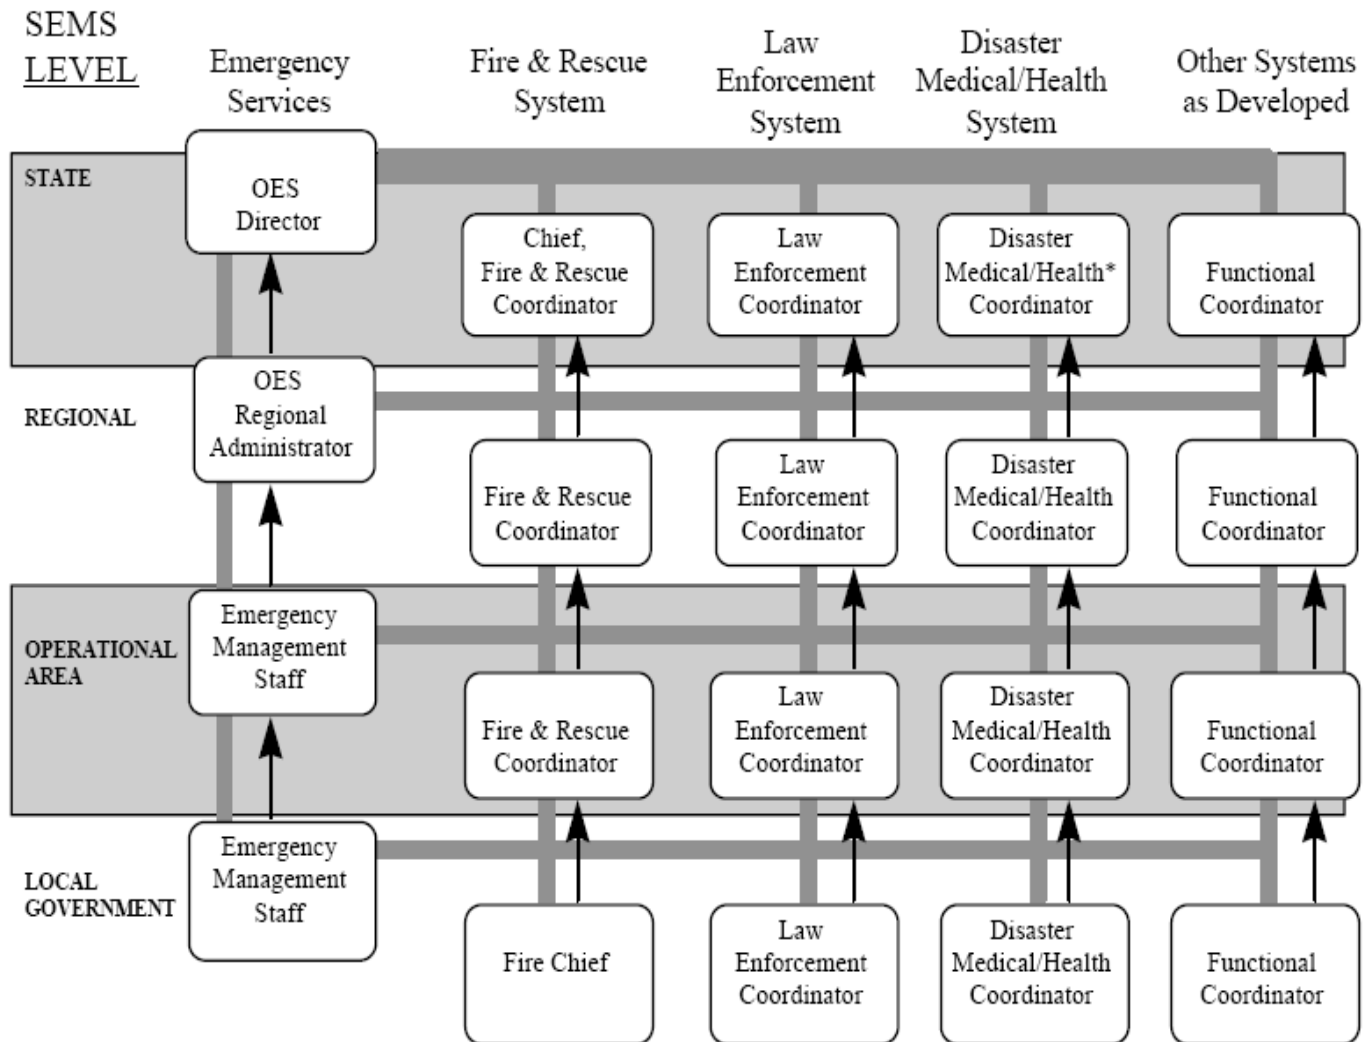 SEMS
LEVEL
Emergency
Services
Fire & Rescue
System
Law
Enforcement
System
Disaster
Medical/Health
System
Other Systems
as Developed
STATE
OES
Director
Chief,
Fire & Rescue
Coordinator
Law
Enforcement
Coordinator
Disaster
Medical/Health*
Coordinator
Functional
Coordinator
REGIONAL
OES
Regional
Administrator
Fire & Rescue
Coordinator
Law
Enforcement
Coordinator
Disaster
Medical/Health
Coordinator
Functional
Coordinator
OPERATIONAL
AREA
Emergency
Management
Staff
Fire & Rescue
Coordinator
Law
Enforcement
Coordinator
Disaster
Medical/Health
Coordinator
Functional
Coordinator
LOCAL
GOVERNMENT
Emergency
Management
Staff
Fire Chief
Law
Enforcement
Coordinator
Disaster
Medical/Health
Coordinator
Functional
Coordinator